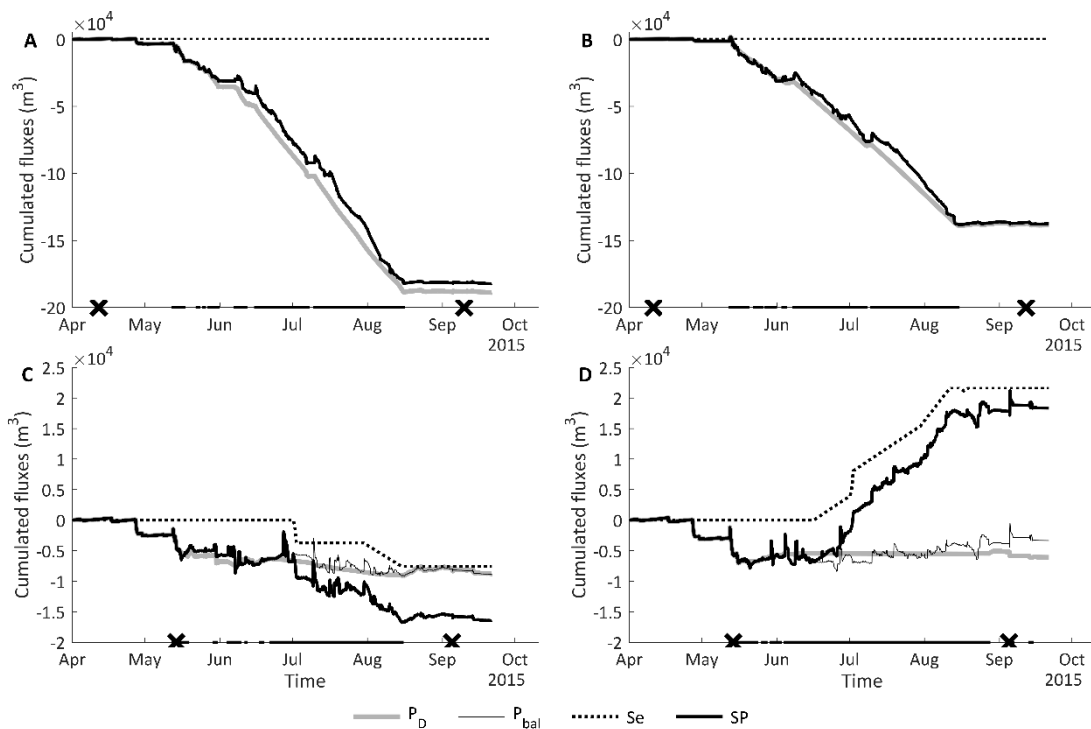 ×10⁴
A
0
-5
-10
-15
-20
Cumulated fluxes (m³)
Apr May Jun Jul Aug Sep Oct
2015
×10⁴
B
0
-5
-10
-15
-20
Cumulated fluxes (m³)
Apr May Jun Jul Aug Sep Oct
2015
×10⁴
C
2.5
2
1.5
1
0.5
0
-0.5
-1
-1.5
-2
Cumulated fluxes (m³)
Apr May Jun Jul Aug Sep Oct
Time
2015
×10⁴
D
2.5
2
1.5
1
0.5
0
-0.5
-1
-1.5
-2
Cumulated fluxes (m³)
Apr May Jun Jul Aug Sep Oct
Time
2015
P_D P_bal Se SP